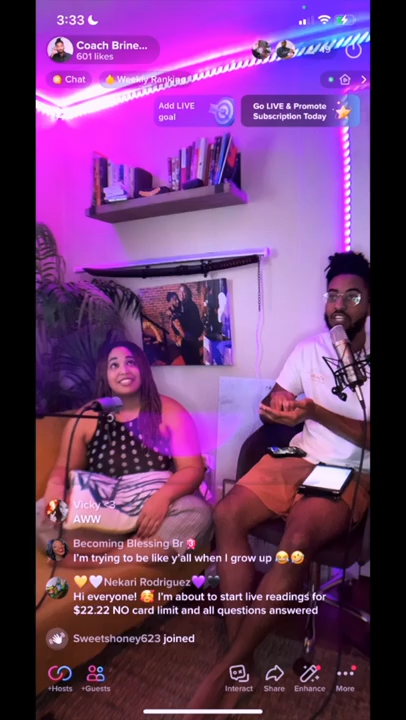 3:33
Coach Brine...
601 likes
Chat
Weekly Ranking
Add LIVE
goal
Go LIVE & Promote
Subscription Today
Vicky
AWW
Becoming Blessing Br
I'm trying to be like y'all when I grow up 😂🤣
💛🤍Nekari Rodriguez💜🖤
Hi everyone! 🥰 I'm about to start live readings for
$22.22 NO card limit and all questions answered
Sweetshoney623 joined
+Hosts
+Guests
Interact
Share
Enhance
More